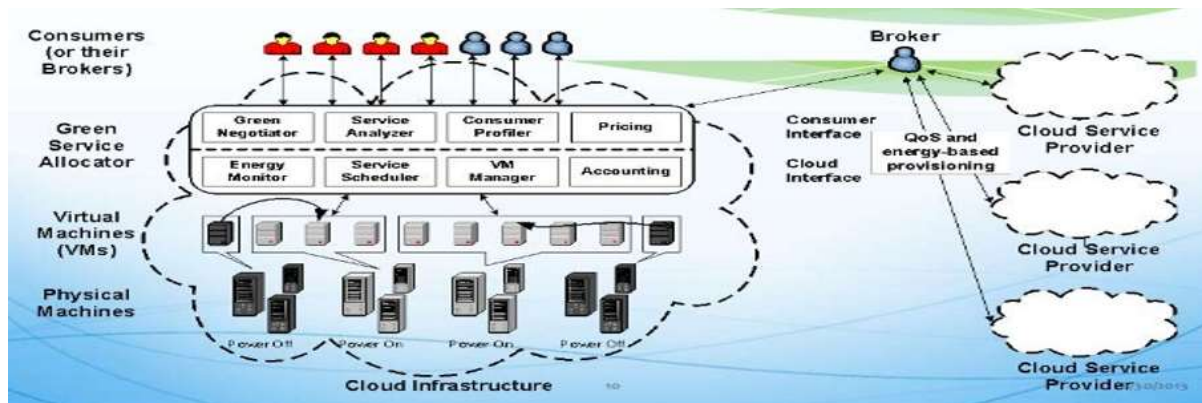 Consumers
(or their
Brokers)
Broker
Green
Service
Allocator
Green
Negotiator
Service
Analyzer
Consumer
Profiler
Pricing
Energy
Monitor
Service
Scheduler
VM
Manager
Accounting
Consumer
Interface
Cloud
Interface
QoS and
energy-based
provisioning
Cloud Service
Provider
Virtual
Machines
(VMs)
Cloud Service
Provider
Physical
Machines
Power Off
Power On
Power On
Power Off
Cloud Infrastructure
10
Cloud Service
Provider